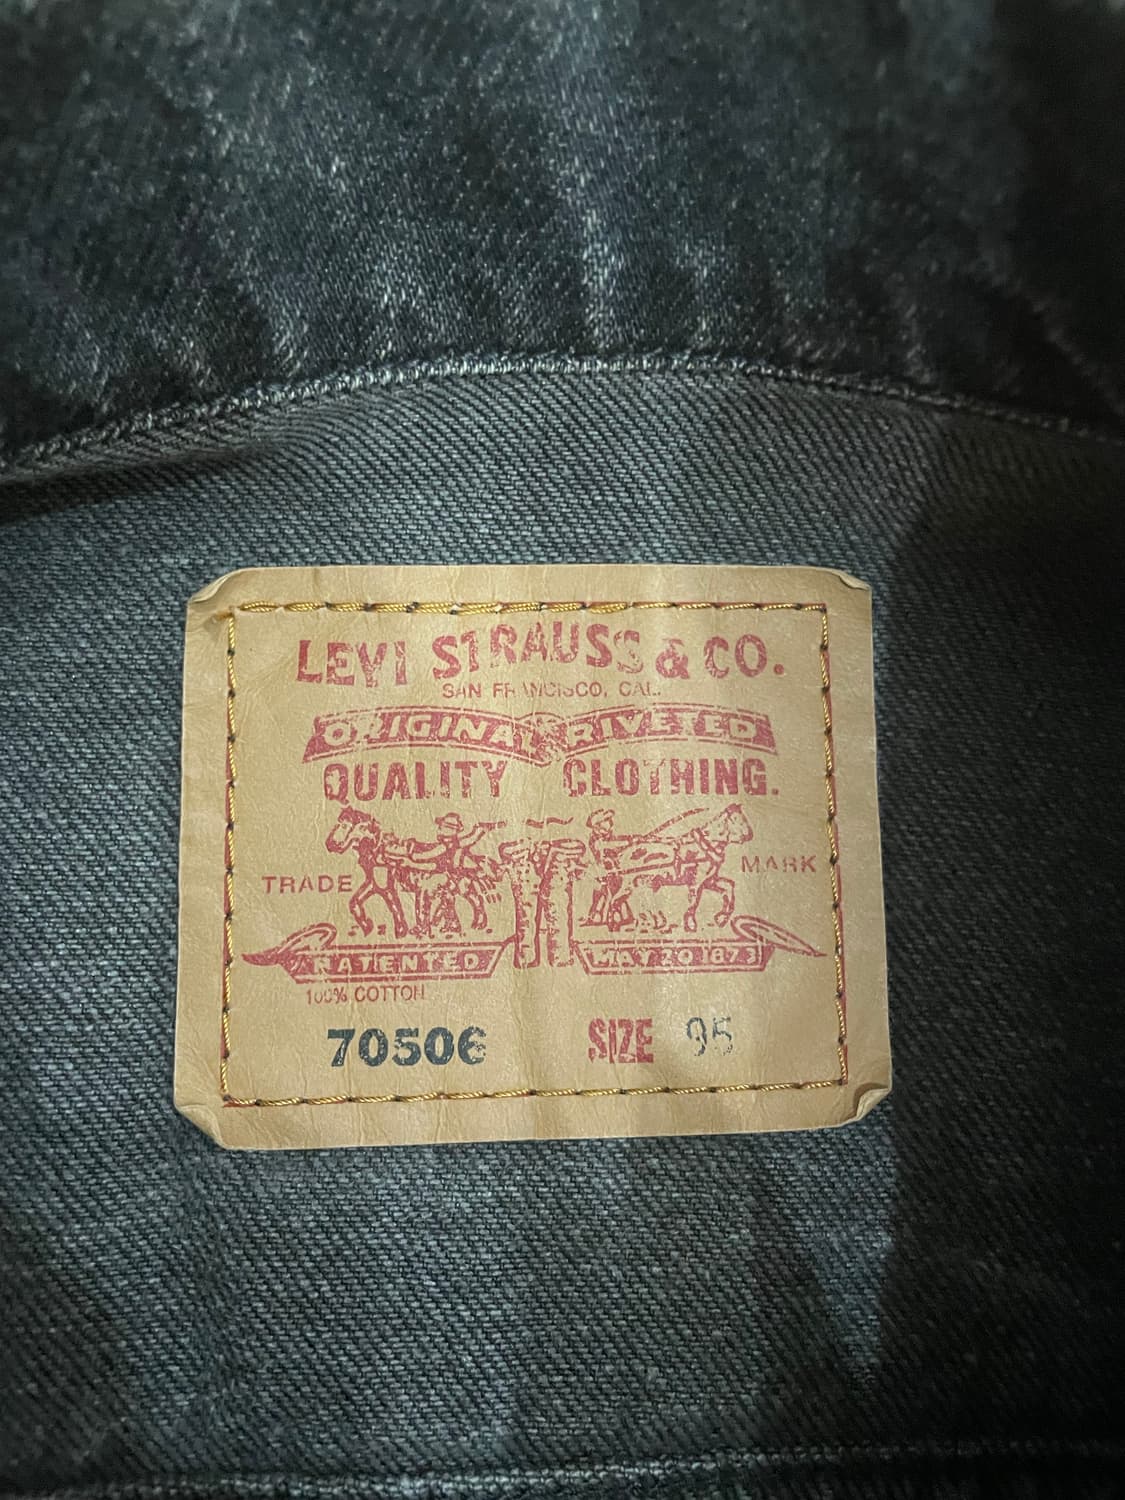 LEVI STRAUSS & CO.
SAN FRANCISCO, CAL.
ORIGINAL RIVETED
QUALITY CLOTHING.
TRADE MARK
PATENTED MAY 20 1873
100% COTTON
70506 SIZE 95